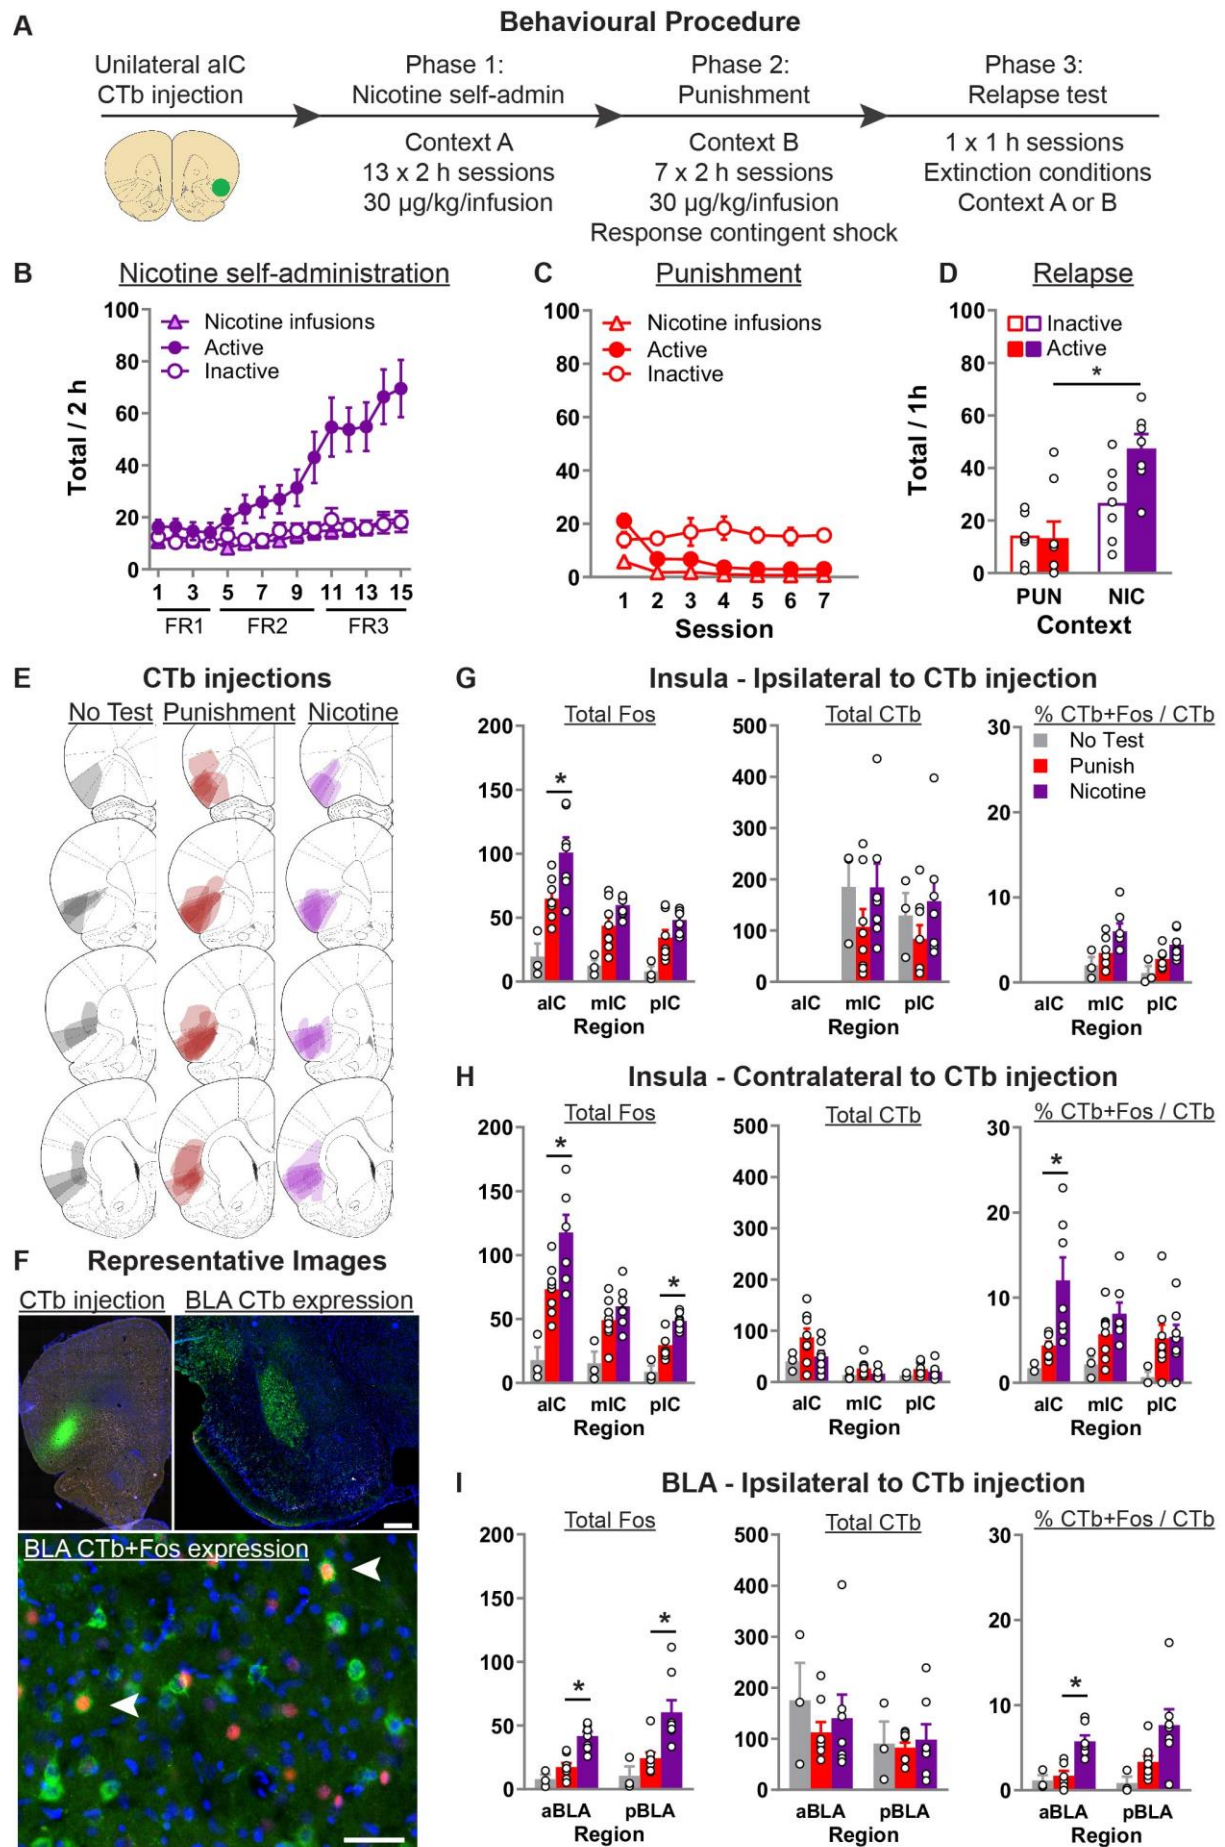 A
Behavioural Procedure
Unilateral aIC
CTb injection
Phase 1:
Nicotine self-admin
Phase 2:
Punishment
Phase 3:
Relapse test
Context A
13 x 2 h sessions
30 µg/kg/infusion
Context B
7 x 2 h sessions
30 µg/kg/infusion
Response contingent shock
1 x 1 h sessions
Extinction conditions
Context A or B
B
Nicotine self-administration
Total / 2 h
100
80
60
40
20
0
Nicotine infusions
Active
Inactive
1 3 5 7 9 11 13 15
FR1 FR2 FR3
C
Punishment
100
80
60
40
20
0
Nicotine infusions
Active
Inactive
1 2 3 4 5 6 7
Session
D
Relapse
Total / 1h
100
80
60
40
20
0
Inactive
Active
*
PUN NIC
Context
E
CTb injections
No Test Punishment Nicotine
F
Representative Images
CTb injection BLA CTb expression
BLA CTb+Fos expression
G
Insula - Ipsilateral to CTb injection
Total Fos
200
150
100
50
0
*
aIC mIC pIC
Region
Total CTb
500
400
300
200
100
0
aIC mIC pIC
Region
% CTb+Fos / CTb
30
20
10
0
No Test
Punish
Nicotine
aIC mIC pIC
Region
H
Insula - Contralateral to CTb injection
Total Fos
200
150
100
50
0
*
*
aIC mIC pIC
Region
Total CTb
500
400
300
200
100
0
aIC mIC pIC
Region
% CTb+Fos / CTb
30
20
10
0
*
aIC mIC pIC
Region
I
BLA - Ipsilateral to CTb injection
Total Fos
200
150
100
50
0
*
*
aBLA pBLA
Region
Total CTb
500
400
300
200
100
0
aBLA pBLA
Region
% CTb+Fos / CTb
30
20
10
0
*
aBLA pBLA
Region